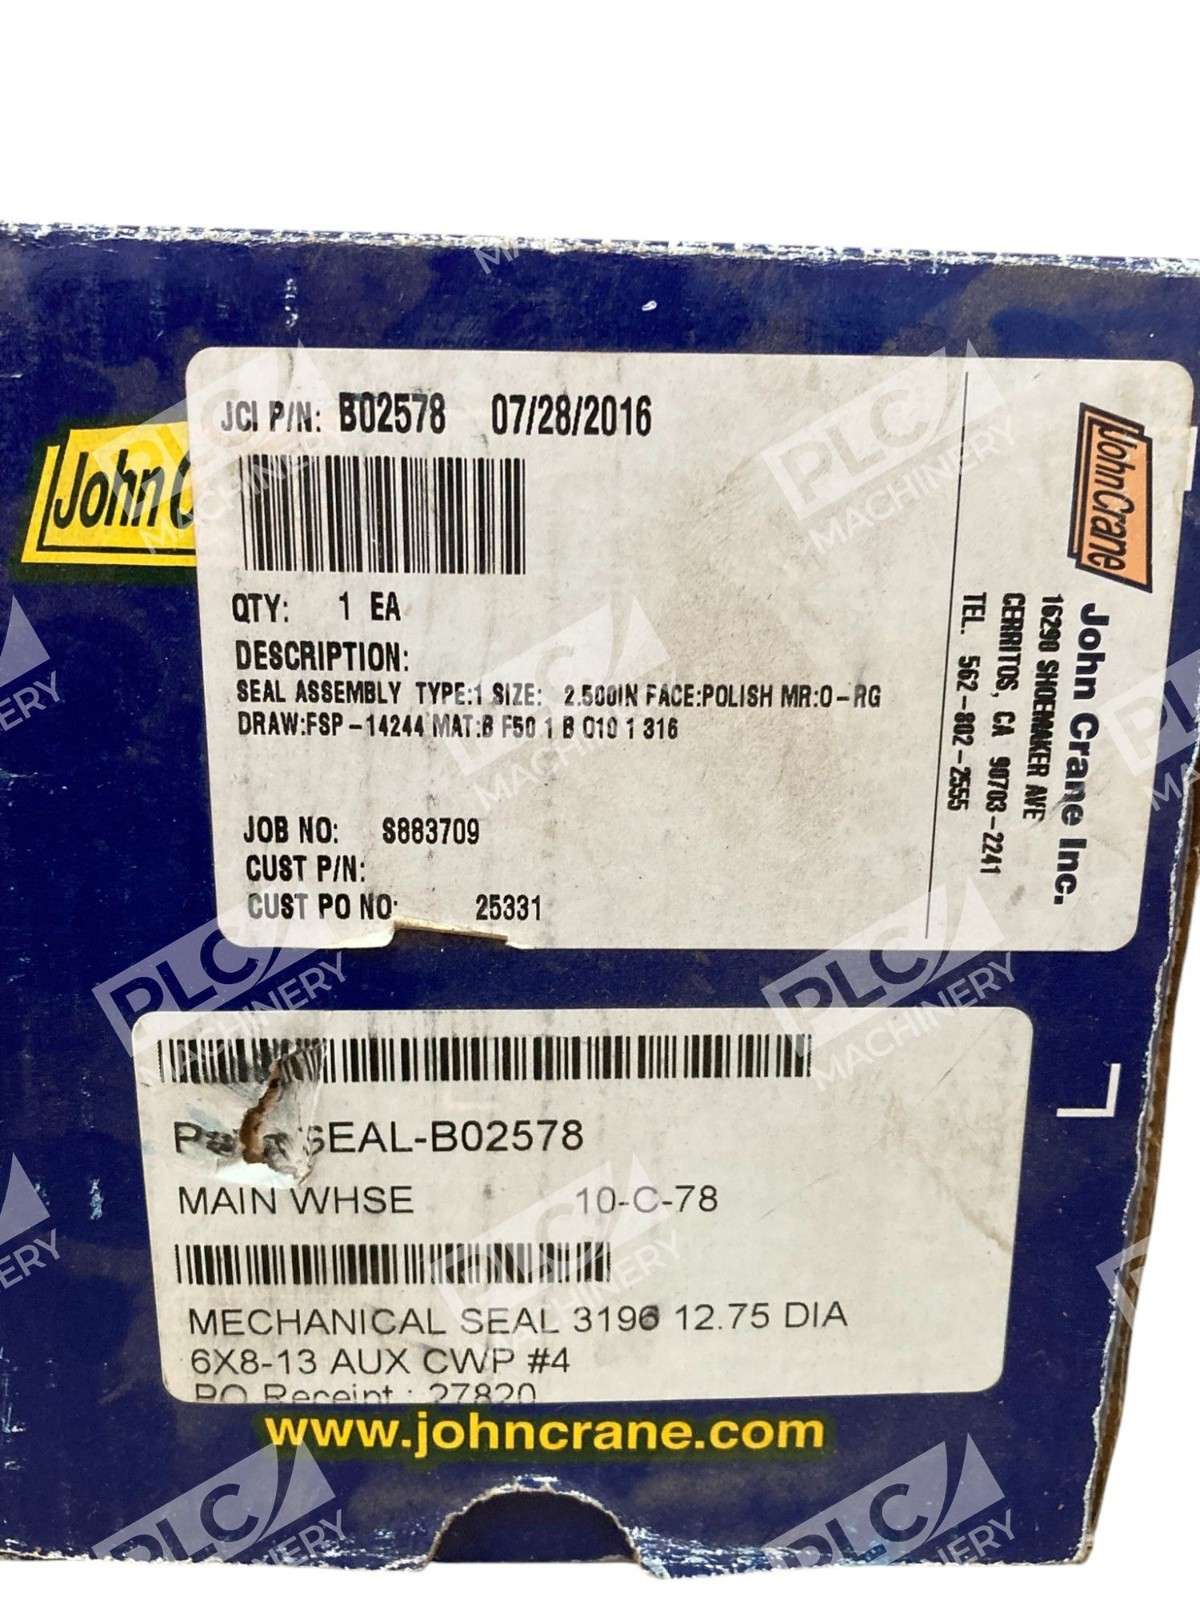 JCI P/N: B02578 07/28/2016
QTY: 1 EA
DESCRIPTION:
SEAL ASSEMBLY TYPE:1 SIZE: 2.500IN FACE:POLISH MR:O-RG
DRAW:FSP-14244 MAT:B F50 1 B O10 1 316
JOB NO: S883709
CUST P/N:
CUST PO NO: 25331
John Crane
John Crane Inc.
16290 SHOEMAKER AVE
CERRITOS, CA 90703-2241
TEL. 562-802-2555
John
SEAL-B02578
MAIN WHSE 10-C-78
MECHANICAL SEAL 3196 12.75 DIA
6X8-13 AUX CWP #4
PO Receipt : 27820
www.johncrane.com
PLC MACHINERY